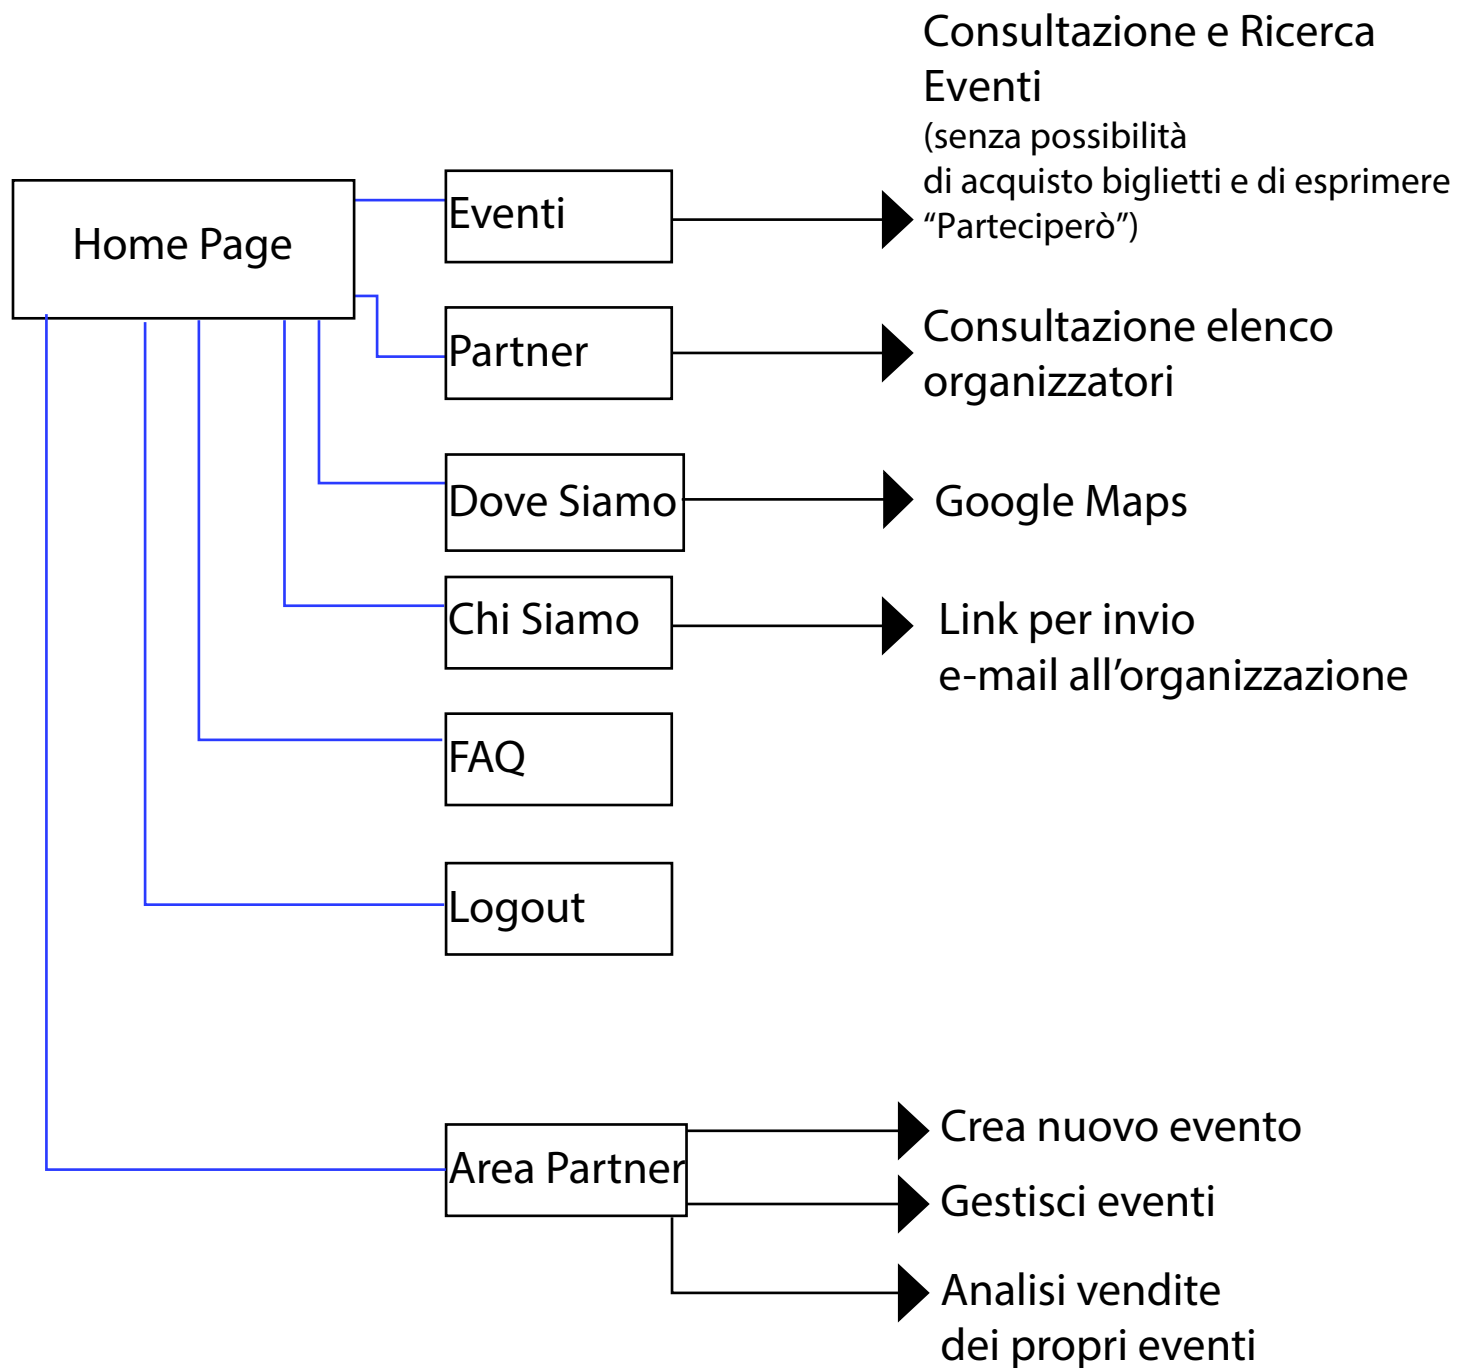 Home Page
Eventi
Consultazione e Ricerca
Eventi
(senza possibilità
di acquisto biglietti e di esprimere
“Parteciperò”)
Partner
Consultazione elenco
organizzatori
Dove Siamo
Google Maps
Chi Siamo
Link per invio
e-mail all’organizzazione
FAQ
Logout
Area Partner
Crea nuovo evento
Gestisci eventi
Analisi vendite
dei propri eventi